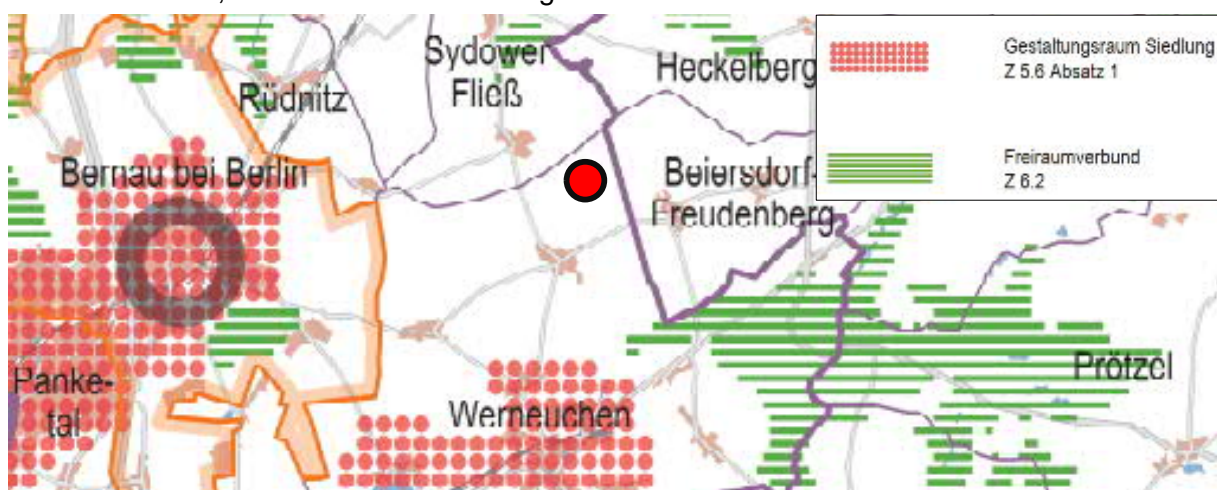 Sydower
Fließ
Heckelberg
Gestaltungsraum Siedlung
Z 5.6 Absatz 1
Rüdnitz
Freiraumverbund
Z 6.2
Bernau bei Berlin
Beiersdorf-
Freudenberg
Panke-
tal
Prötzel
Werneuchen